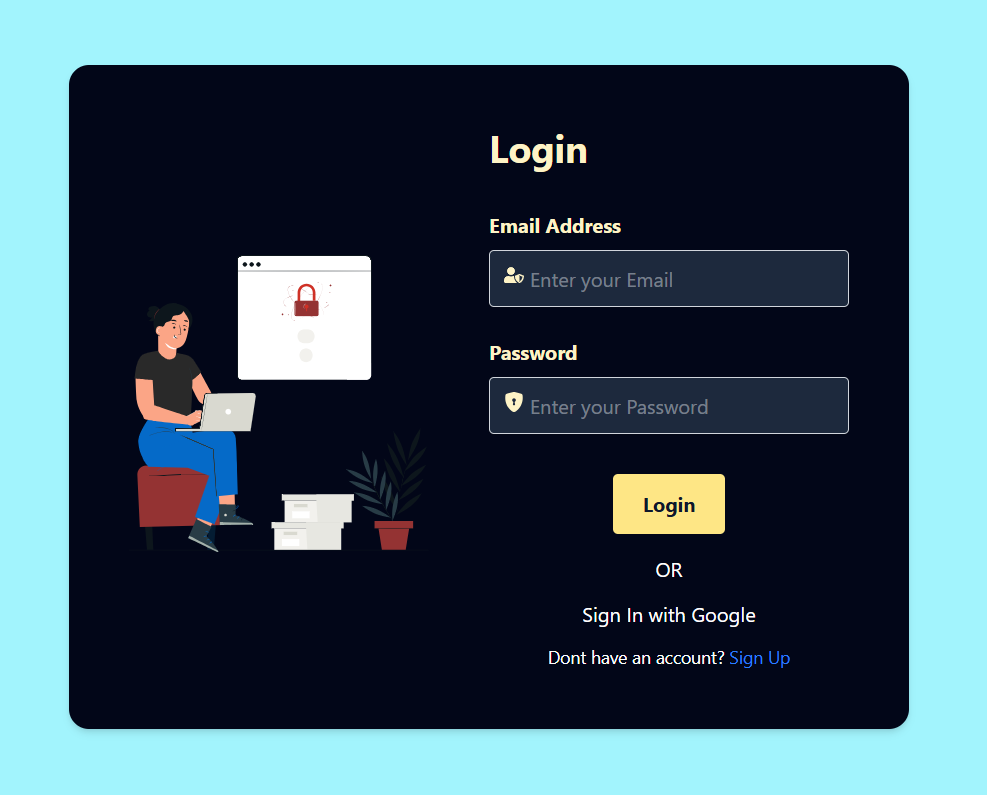 Login
Email Address
Enter your Email
Password
Enter your Password
Login
OR
Sign In with Google
Dont have an account? Sign Up